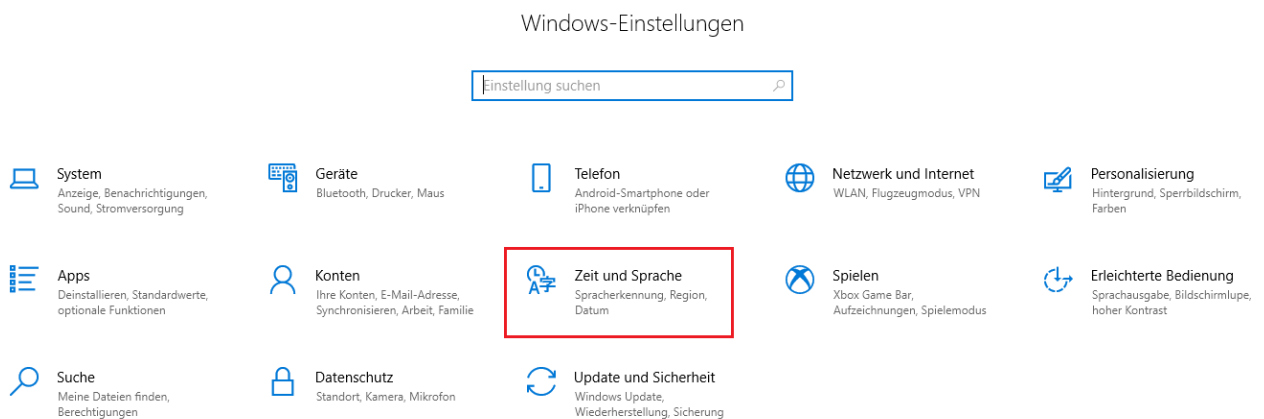 Windows-Einstellungen
Einstellung suchen
System
Anzeige, Benachrichtigungen,
Sound, Stromversorgung
Geräte
Bluetooth, Drucker, Maus
Telefon
Android-Smartphone oder
iPhone verknüpfen
Netzwerk und Internet
WLAN, Flugzeugmodus, VPN
Personalisierung
Hintergrund, Sperrbildschirm,
Farben
Apps
Deinstallieren, Standardwerte,
optionale Funktionen
Konten
Ihre Konten, E-Mail-Adresse,
Synchronisieren, Arbeit, Familie
Zeit und Sprache
Spracherkennung, Region,
Datum
Spielen
Xbox Game Bar,
Aufzeichnungen, Spielemodus
Erleichterte Bedienung
Sprachausgabe, Bildschirmlupe,
hoher Kontrast
Suche
Meine Dateien finden,
Berechtigungen
Datenschutz
Standort, Kamera, Mikrofon
Update und Sicherheit
Windows Update,
Wiederherstellung, Sicherung